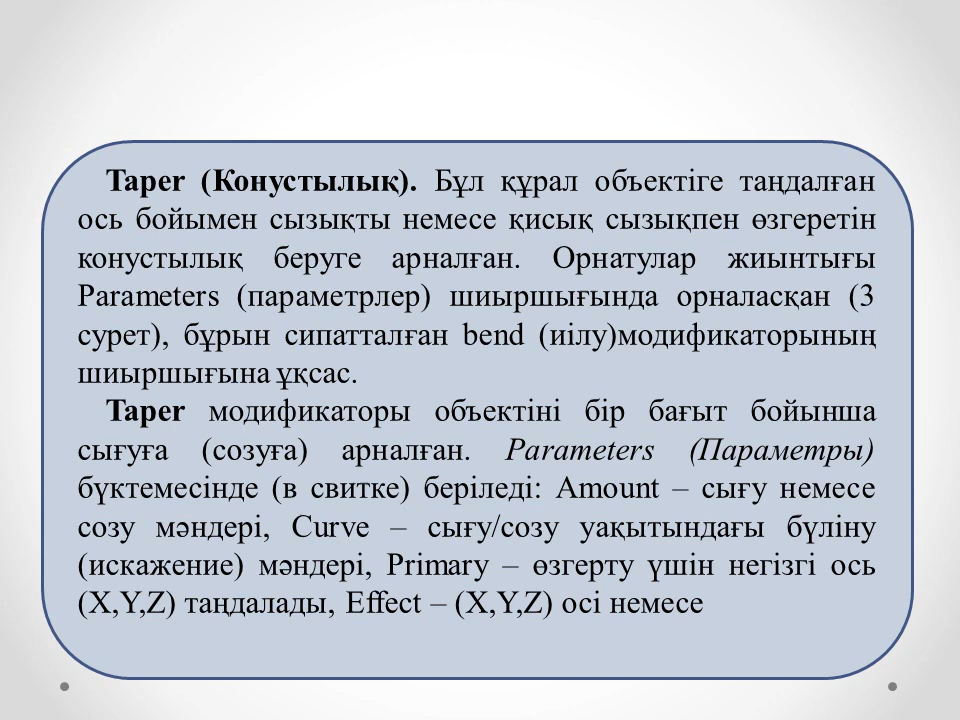 Taper (Конустылық). Бұл құрал объектіге таңдалған
ось бойымен сызықты немесе қисық сызықпен өзгеретін
конустылық беруге арналған. Орнатулар жиынтығы
Parameters (параметрлер) шиыршығында орналасқан (3
сурет), бұрын сипатталған bend (иілу)модификаторының
шиыршығына ұқсас.
Taper модификаторы объектіні бір бағыт бойынша
сығуға (созуға) арналған. Parameters (Параметры)
бүктемесінде (в свитке) беріледі: Amount – сығу немесе
созу мәндері, Curve – сығу/созу уақытындағы бүліну
(искажение) мәндері, Primary – өзгерту үшін негізгі ось
(X,Y,Z) таңдалады, Effect – (X,Y,Z) осі немесе